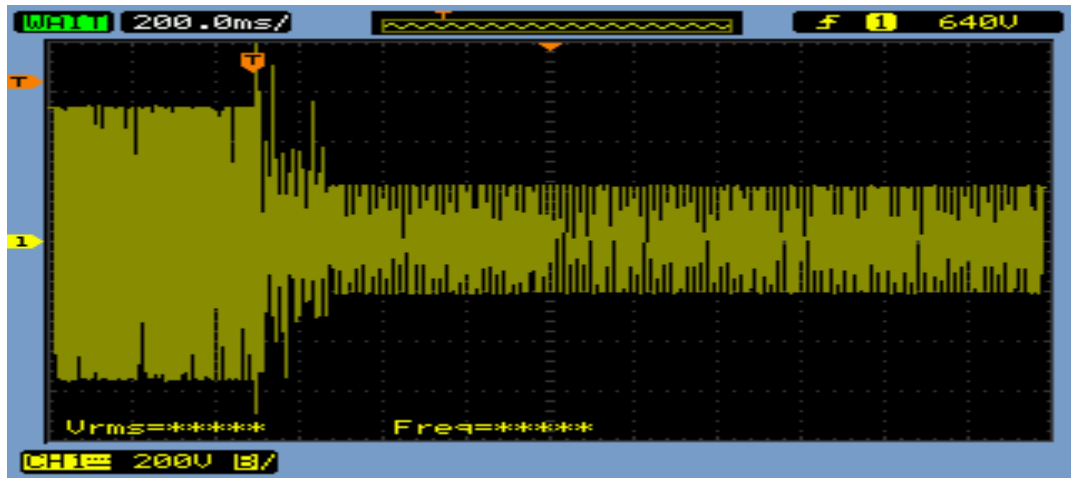 WAIT 200.0ms/ T 1 640V
T
T
1
Vrms=***** Freq=*****
CH1 200V B/